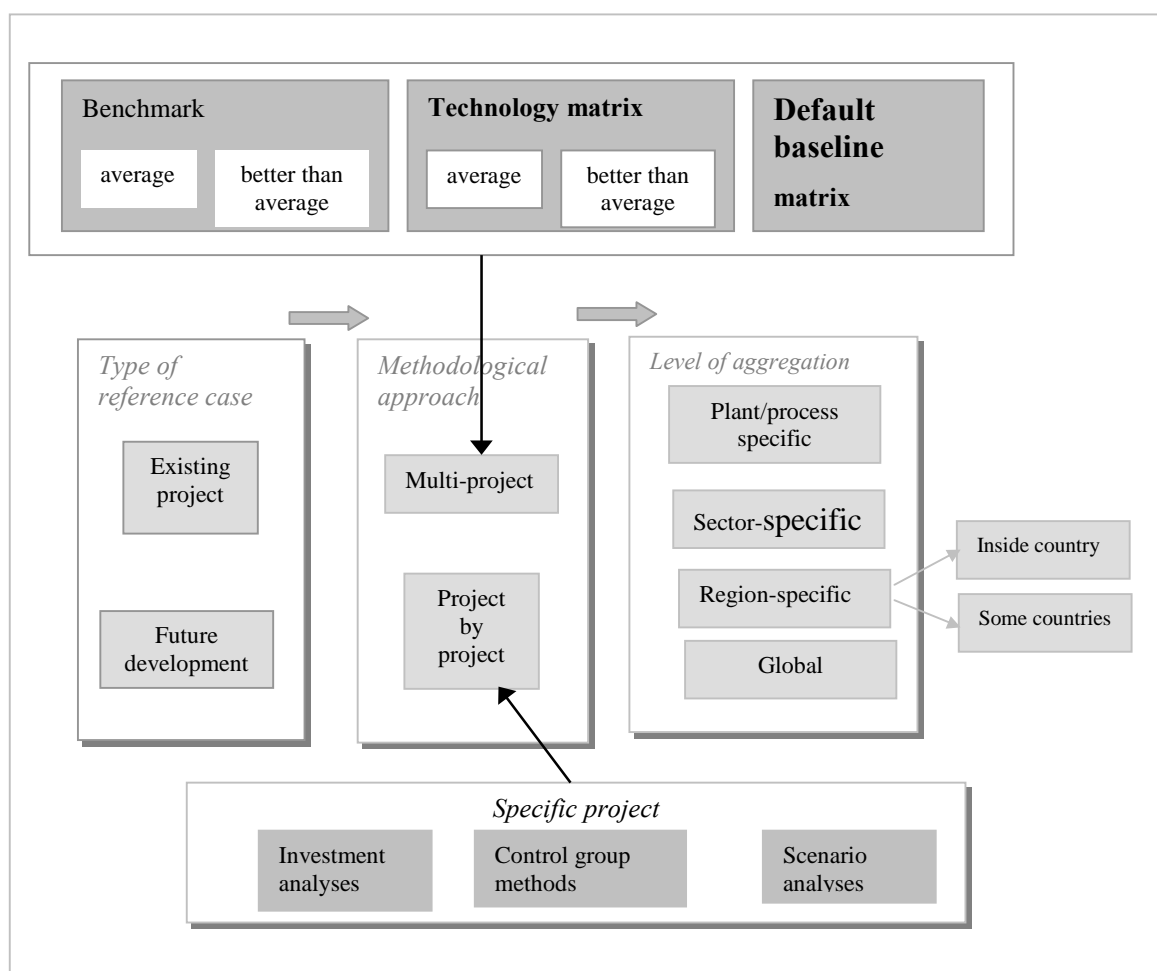 Benchmark
average
better than
average
Technology matrix
average
better than
average
Default
baseline
matrix
Type of
reference case
Existing
project
Future
development
Methodological
approach
Multi-project
Project
by
project
Level of aggregation
Plant/process
specific
Sector-specific
Region-specific
Global
Inside country
Some countries
Specific project
Investment
analyses
Control group
methods
Scenario
analyses